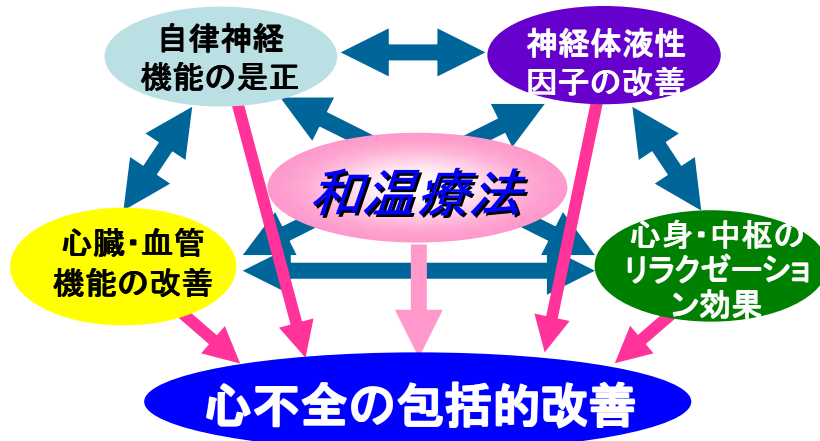 自律神経
機能の是正
神経体液性
因子の改善
和温療法
心臓・血管
機能の改善
心身・中枢の
リラクゼーショ
ン効果
心不全の包括的改善